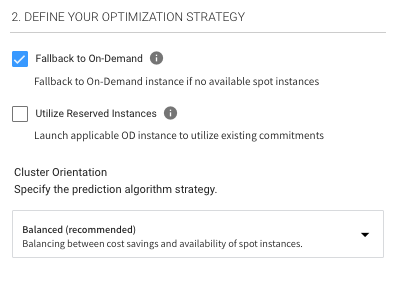 2. DEFINE YOUR OPTIMIZATION STRATEGY
Fallback to On-Demand
Fallback to On-Demand instance if no available spot instances
Utilize Reserved Instances
Launch applicable OD instance to utilize existing commitments
Cluster Orientation
Specify the prediction algorithm strategy.
Balanced (recommended)
Balancing between cost savings and availability of spot instances.